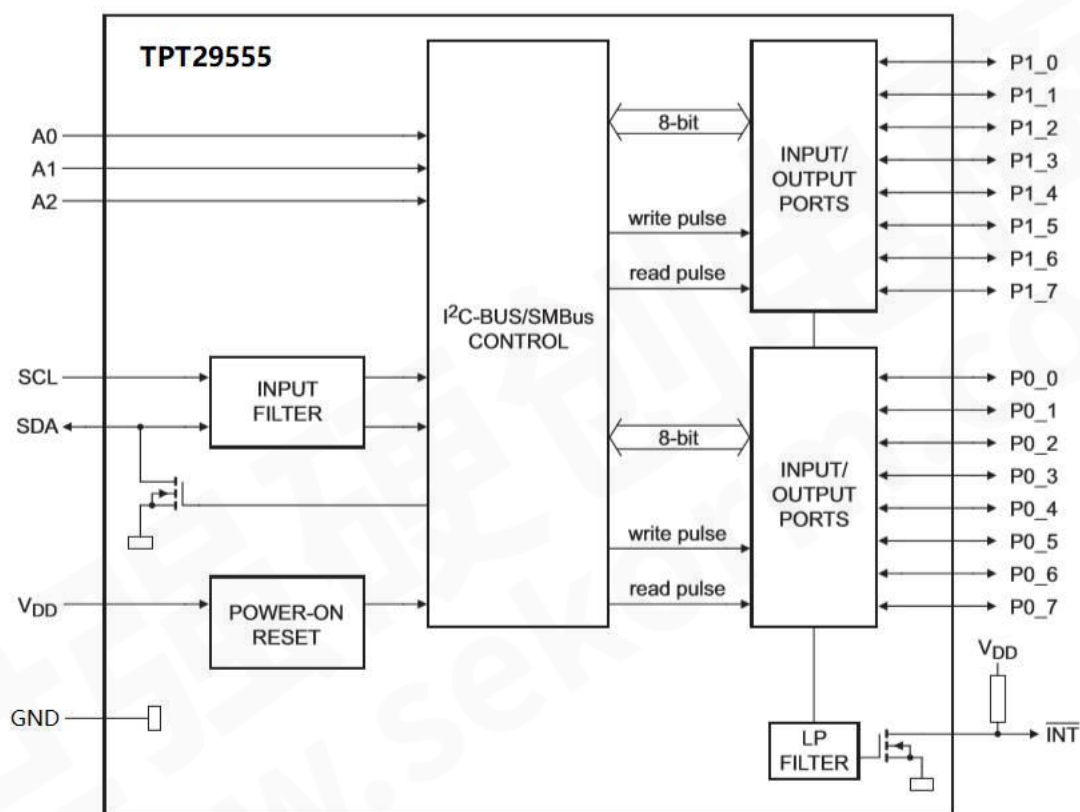 TPT29555
A0
A1
A2
SCL
SDA
VDD
GND
INPUT
FILTER
POWER-ON
RESET
I²C-BUS/SMBus
CONTROL
8-bit
write pulse
read pulse
INPUT/
OUTPUT
PORTS
P1_0
P1_1
P1_2
P1_3
P1_4
P1_5
P1_6
P1_7
8-bit
write pulse
read pulse
INPUT/
OUTPUT
PORTS
P0_0
P0_1
P0_2
P0_3
P0_4
P0_5
P0_6
P0_7
VDD
LP
FILTER
INT